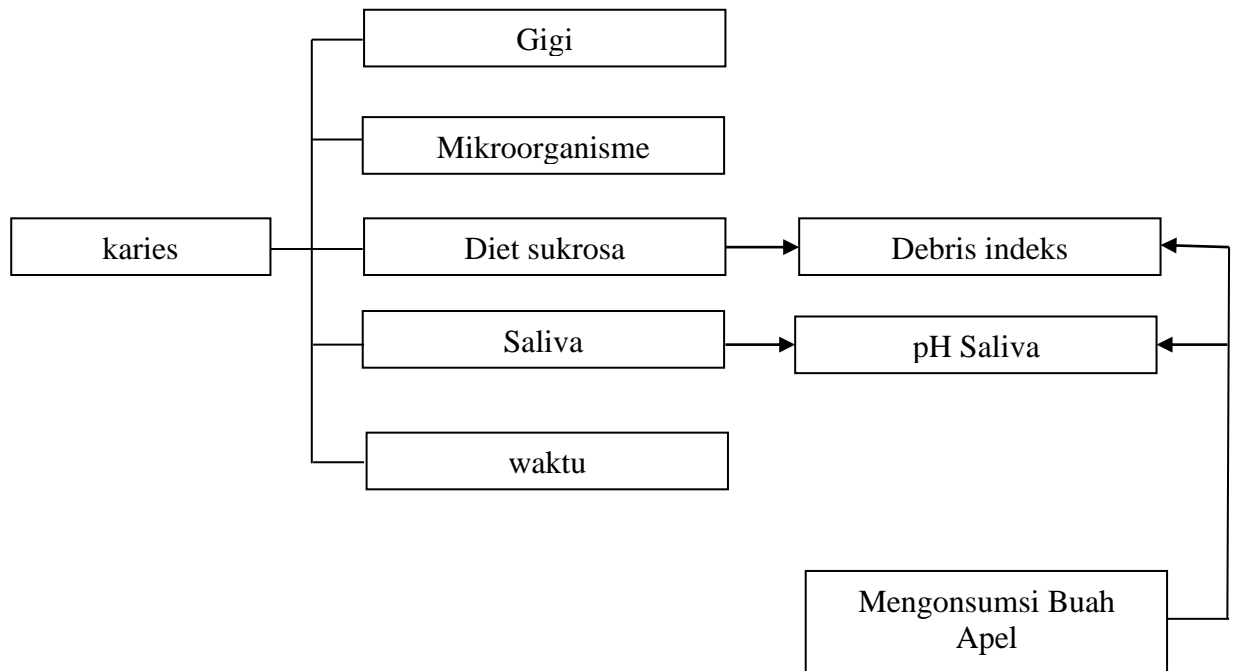 Gigi
Mikroorganisme
karies
Diet sukrosa
Debris indeks
Saliva
pH Saliva
waktu
Mengonsumsi Buah
Apel